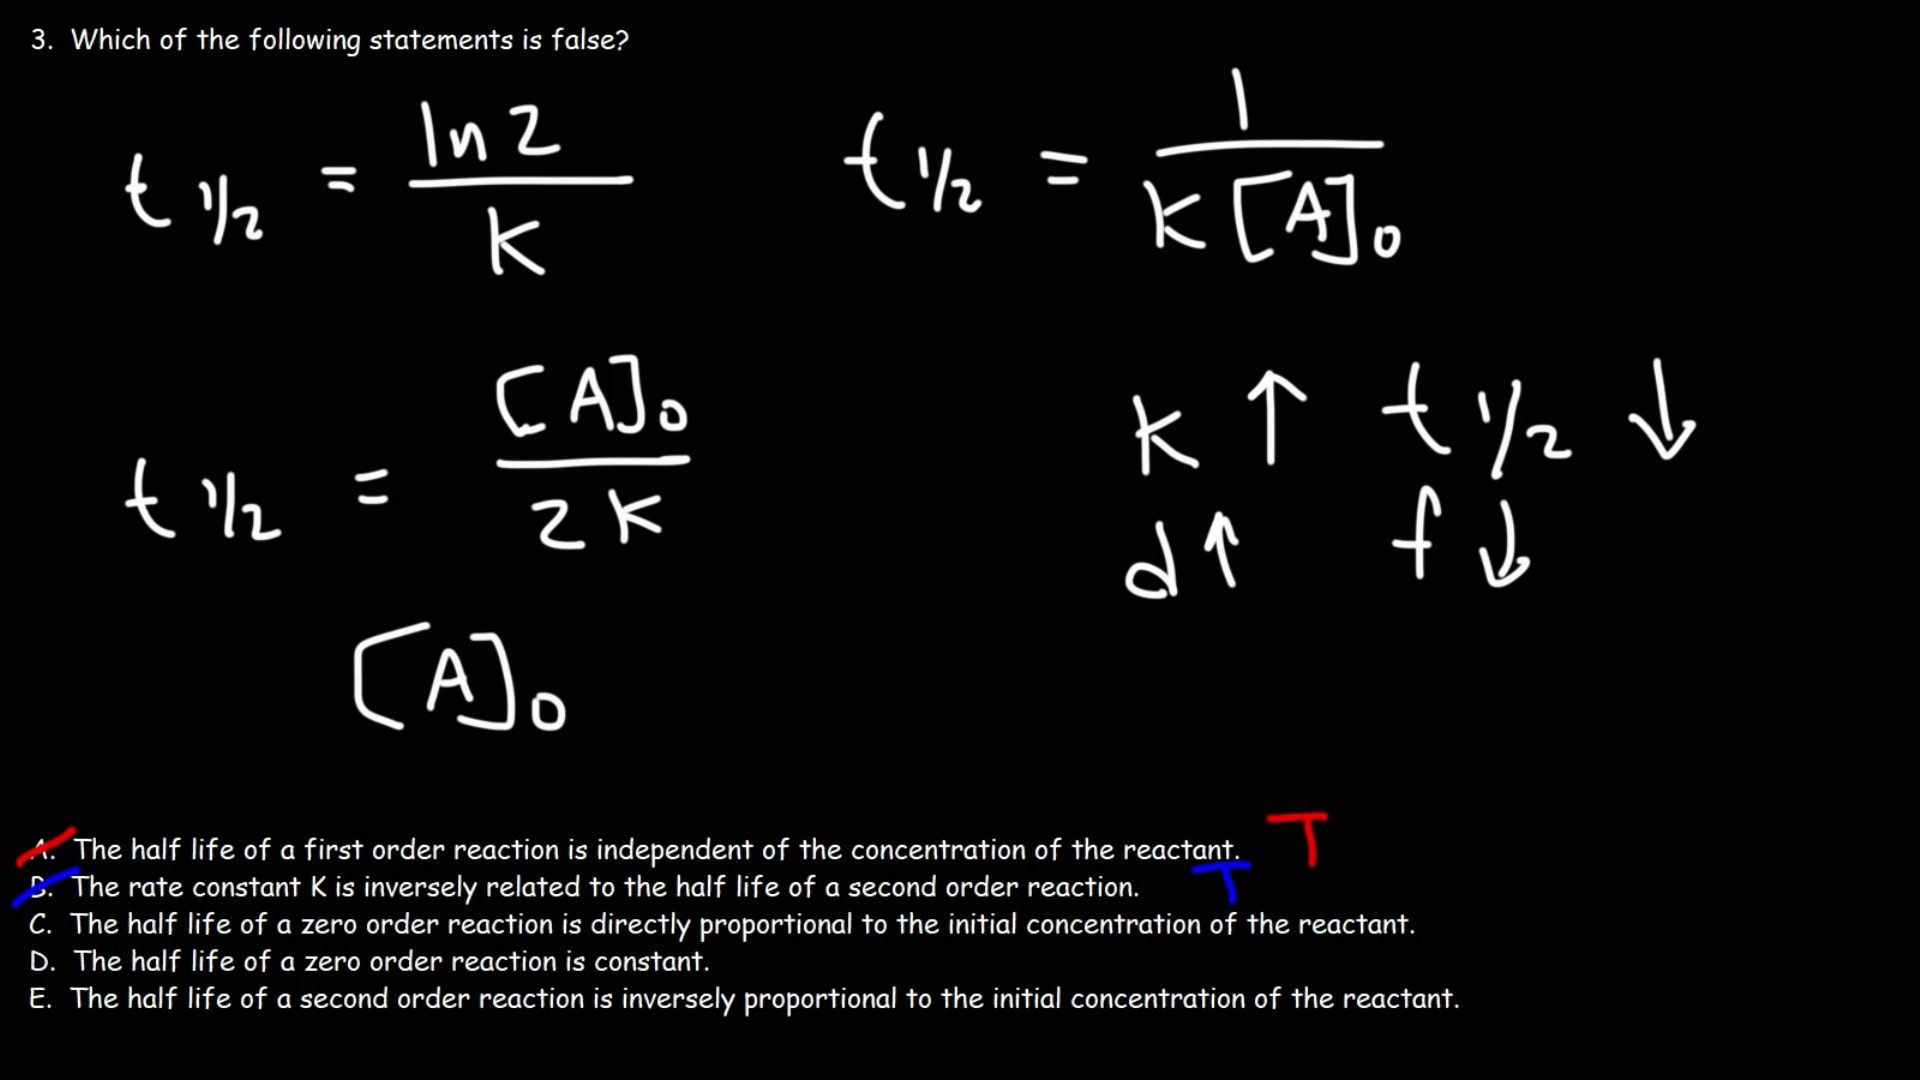 3. Which of the following statements is false?
t 1/2 = ln 2 / K
t 1/2 = 1 / K [A]₀
t 1/2 = [A]₀ / 2 K
K ↑ t 1/2 ↓
d ↑ f ↓
[A]₀
A. The half life of a first order reaction is independent of the concentration of the reactant. T
B. The rate constant K is inversely related to the half life of a second order reaction. T
C. The half life of a zero order reaction is directly proportional to the initial concentration of the reactant.
D. The half life of a zero order reaction is constant.
E. The half life of a second order reaction is inversely proportional to the initial concentration of the reactant.